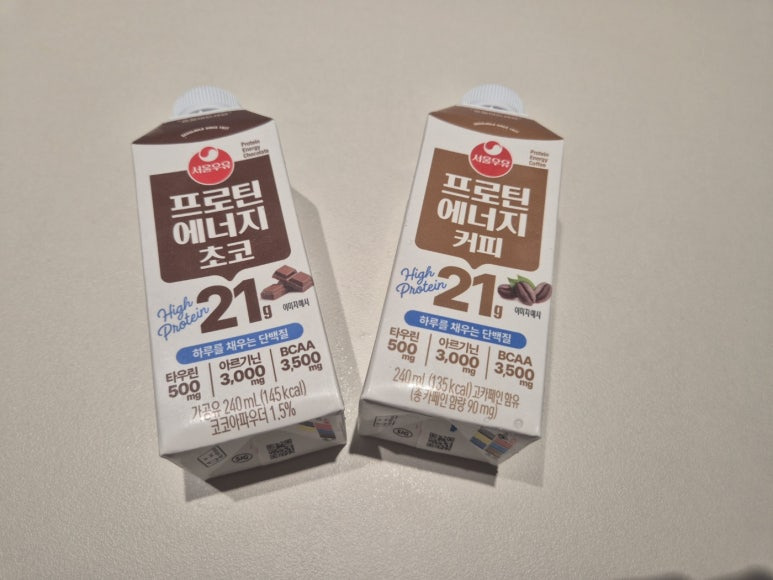 서울우유
Protein
Energy
Chocolate
프로틴
에너지
초코
High
Protein
21g
이미지예시
하루를 채우는 단백질
타우린
500mg
아르기닌
3,000mg
BCAA
3,500mg
가공유 240 mL (145 kcal)
코코아파우더 1.5%
서울우유
Protein
Energy
Coffee
프로틴
에너지
커피
High
Protein
21g
이미지예시
하루를 채우는 단백질
타우린
500mg
아르기닌
3,000mg
BCAA
3,500mg
240 mL (135 kcal) 고카페인 함유
(총 카페인 함량 90 mg)